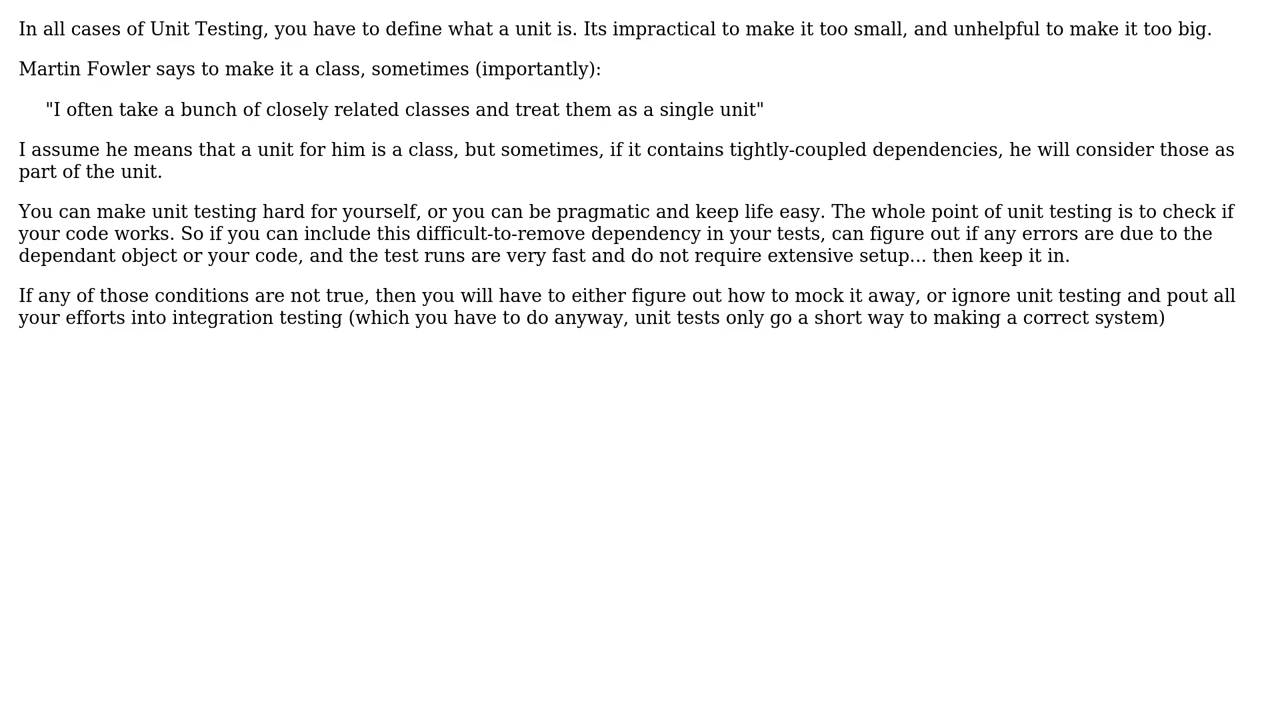 In all cases of Unit Testing, you have to define what a unit is. Its impractical to make it too small, and unhelpful to make it too big.
Martin Fowler says to make it a class, sometimes (importantly):
"I often take a bunch of closely related classes and treat them as a single unit"
I assume he means that a unit for him is a class, but sometimes, if it contains tightly-coupled dependencies, he will consider those as
part of the unit.
You can make unit testing hard for yourself, or you can be pragmatic and keep life easy. The whole point of unit testing is to check if
your code works. So if you can include this difficult-to-remove dependency in your tests, can figure out if any errors are due to the
dependant object or your code, and the test runs are very fast and do not require extensive setup... then keep it in.
If any of those conditions are not true, then you will have to either figure out how to mock it away, or ignore unit testing and pout all
your efforts into integration testing (which you have to do anyway, unit tests only go a short way to making a correct system)